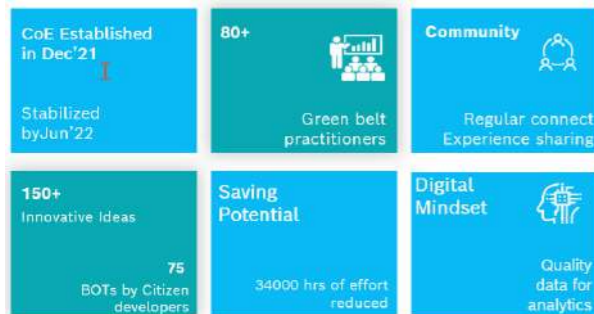 CoE Established
in Dec'21
Stabilized
byJun'22
80+
Green belt
practitioners
Community
Regular connect
Experience sharing
150+
Innovative Ideas
75
BOTs by Citizen
developers
Saving
Potential
34000 hrs of effort
reduced
Digital
Mindset
Quality
data for
analytics